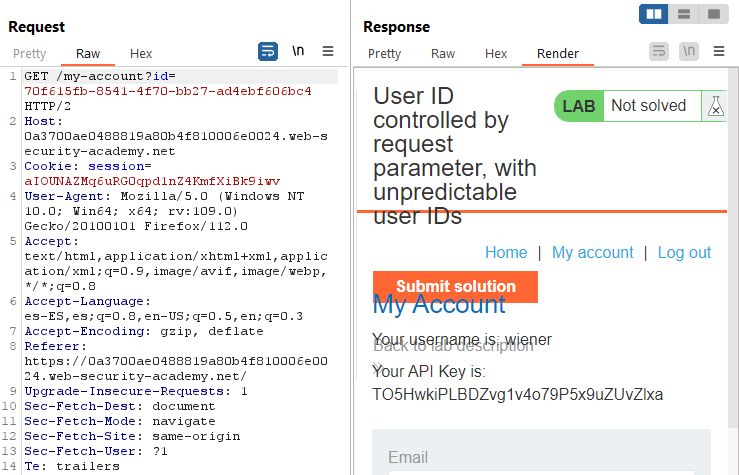 Request
Pretty Raw Hex
\n
1 GET /my-account?id=
70f615fb-8541-4f70-bb27-ad4ebf606bc4
HTTP/2
2 Host:
0a3700ae0488819a80b4f810006e0024.web-s
ecurity-academy.net
3 Cookie: session=
aIOUNAZMq6uRGOqpd1nZ4KmfXiBk9iwv
4 User-Agent: Mozilla/5.0 (Windows NT
10.0; Win64; x64; rv:109.0)
Gecko/20100101 Firefox/112.0
5 Accept:
text/html,application/xhtml+xml,applic
ation/xml;q=0.9,image/avif,image/webp,
*/*;q=0.8
6 Accept-Language:
es-ES,es;q=0.8,en-US;q=0.5,en;q=0.3
7 Accept-Encoding: gzip, deflate
8 Referer:
https://0a3700ae0488819a80b4f810006e00
24.web-security-academy.net/
9 Upgrade-Insecure-Requests: 1
10 Sec-Fetch-Dest: document
11 Sec-Fetch-Mode: navigate
12 Sec-Fetch-Site: same-origin
13 Sec-Fetch-User: ?1
14 Te: trailers
Response
Pretty Raw Hex Render
\n
User ID
controlled by
request
parameter, with
unpredictable
user IDs
LAB Not solved
Home | My account | Log out
Submit solution
My Account
Your username is: wiener
Back to lab description
Your API Key is:
TO5HwkiPLBDZvg1v4o79P5x9uZUvZlxa
Email